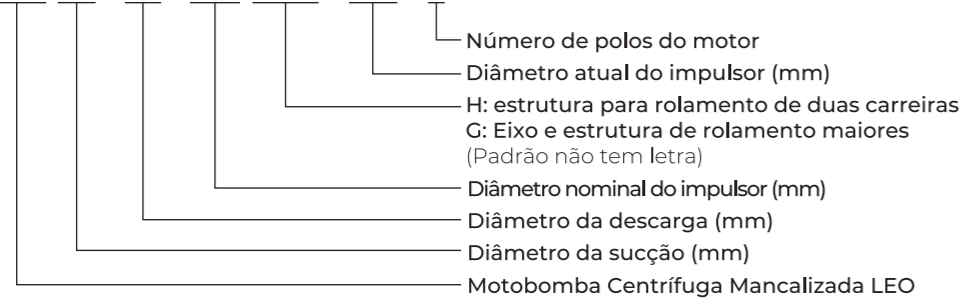 Número de polos do motor
Diâmetro atual do impulsor (mm)
H: estrutura para rolamento de duas carreiras
G: Eixo e estrutura de rolamento maiores
(Padrão não tem letra)
Diâmetro nominal do impulsor (mm)
Diâmetro da descarga (mm)
Diâmetro da sucção (mm)
Motobomba Centrífuga Mancalizada LEO